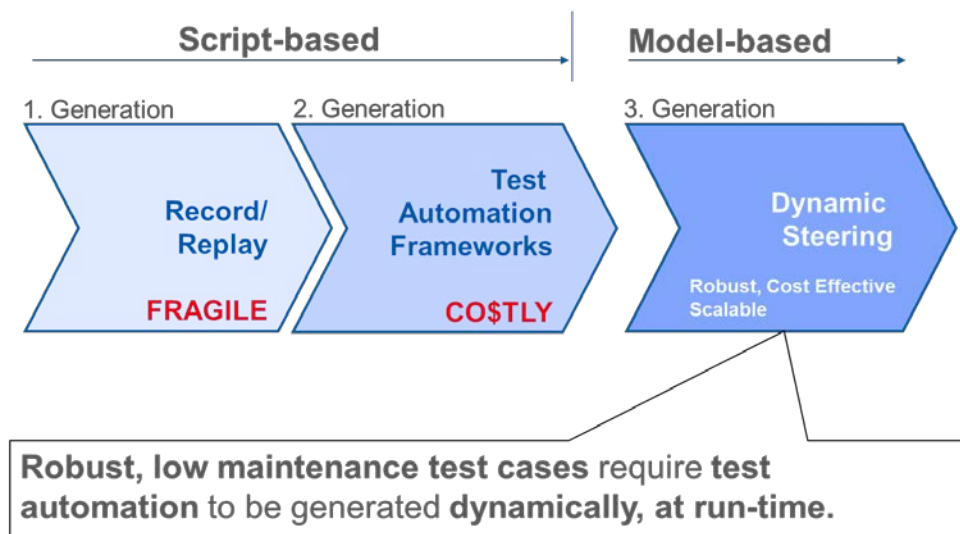 Script-based
Model-based
1. Generation
2. Generation
3. Generation
Record/
Replay
FRAGILE
Test
Automation
Frameworks
CO$TLY
Dynamic
Steering
Robust, Cost Effective
Scalable
Robust, low maintenance test cases require test
automation to be generated dynamically, at run-time.